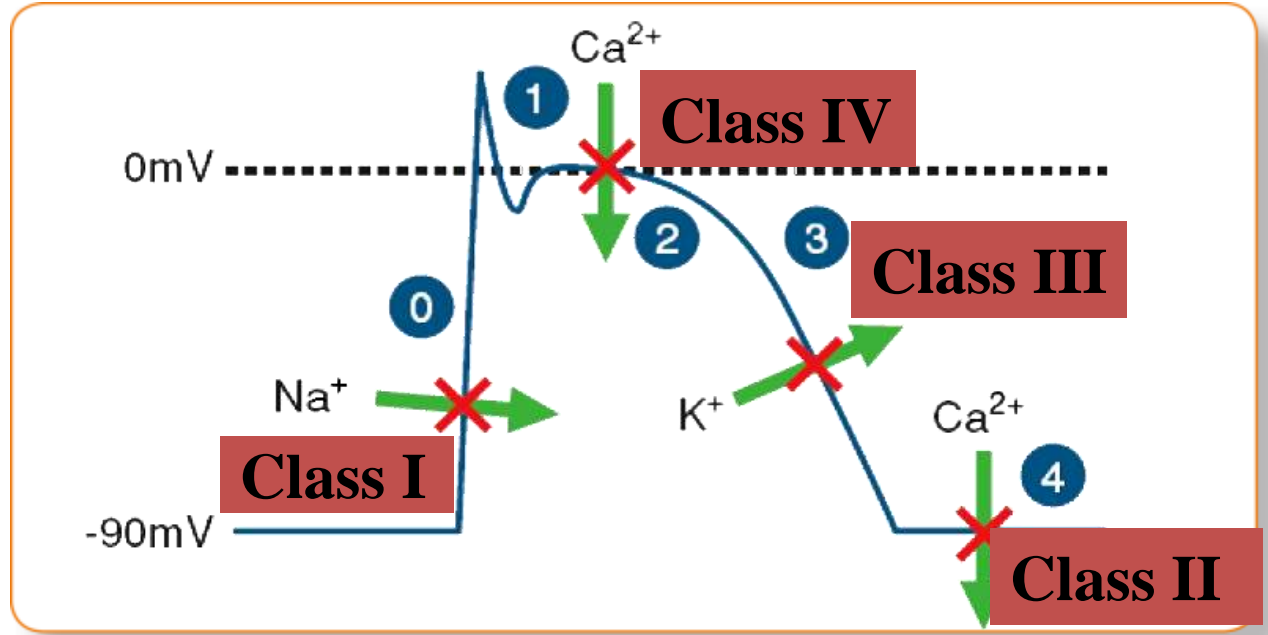 Ca²⁺
1
Class IV
0mV
2
3
Class III
0
Na⁺
K⁺
Ca²⁺
Class I
4
-90mV
Class II